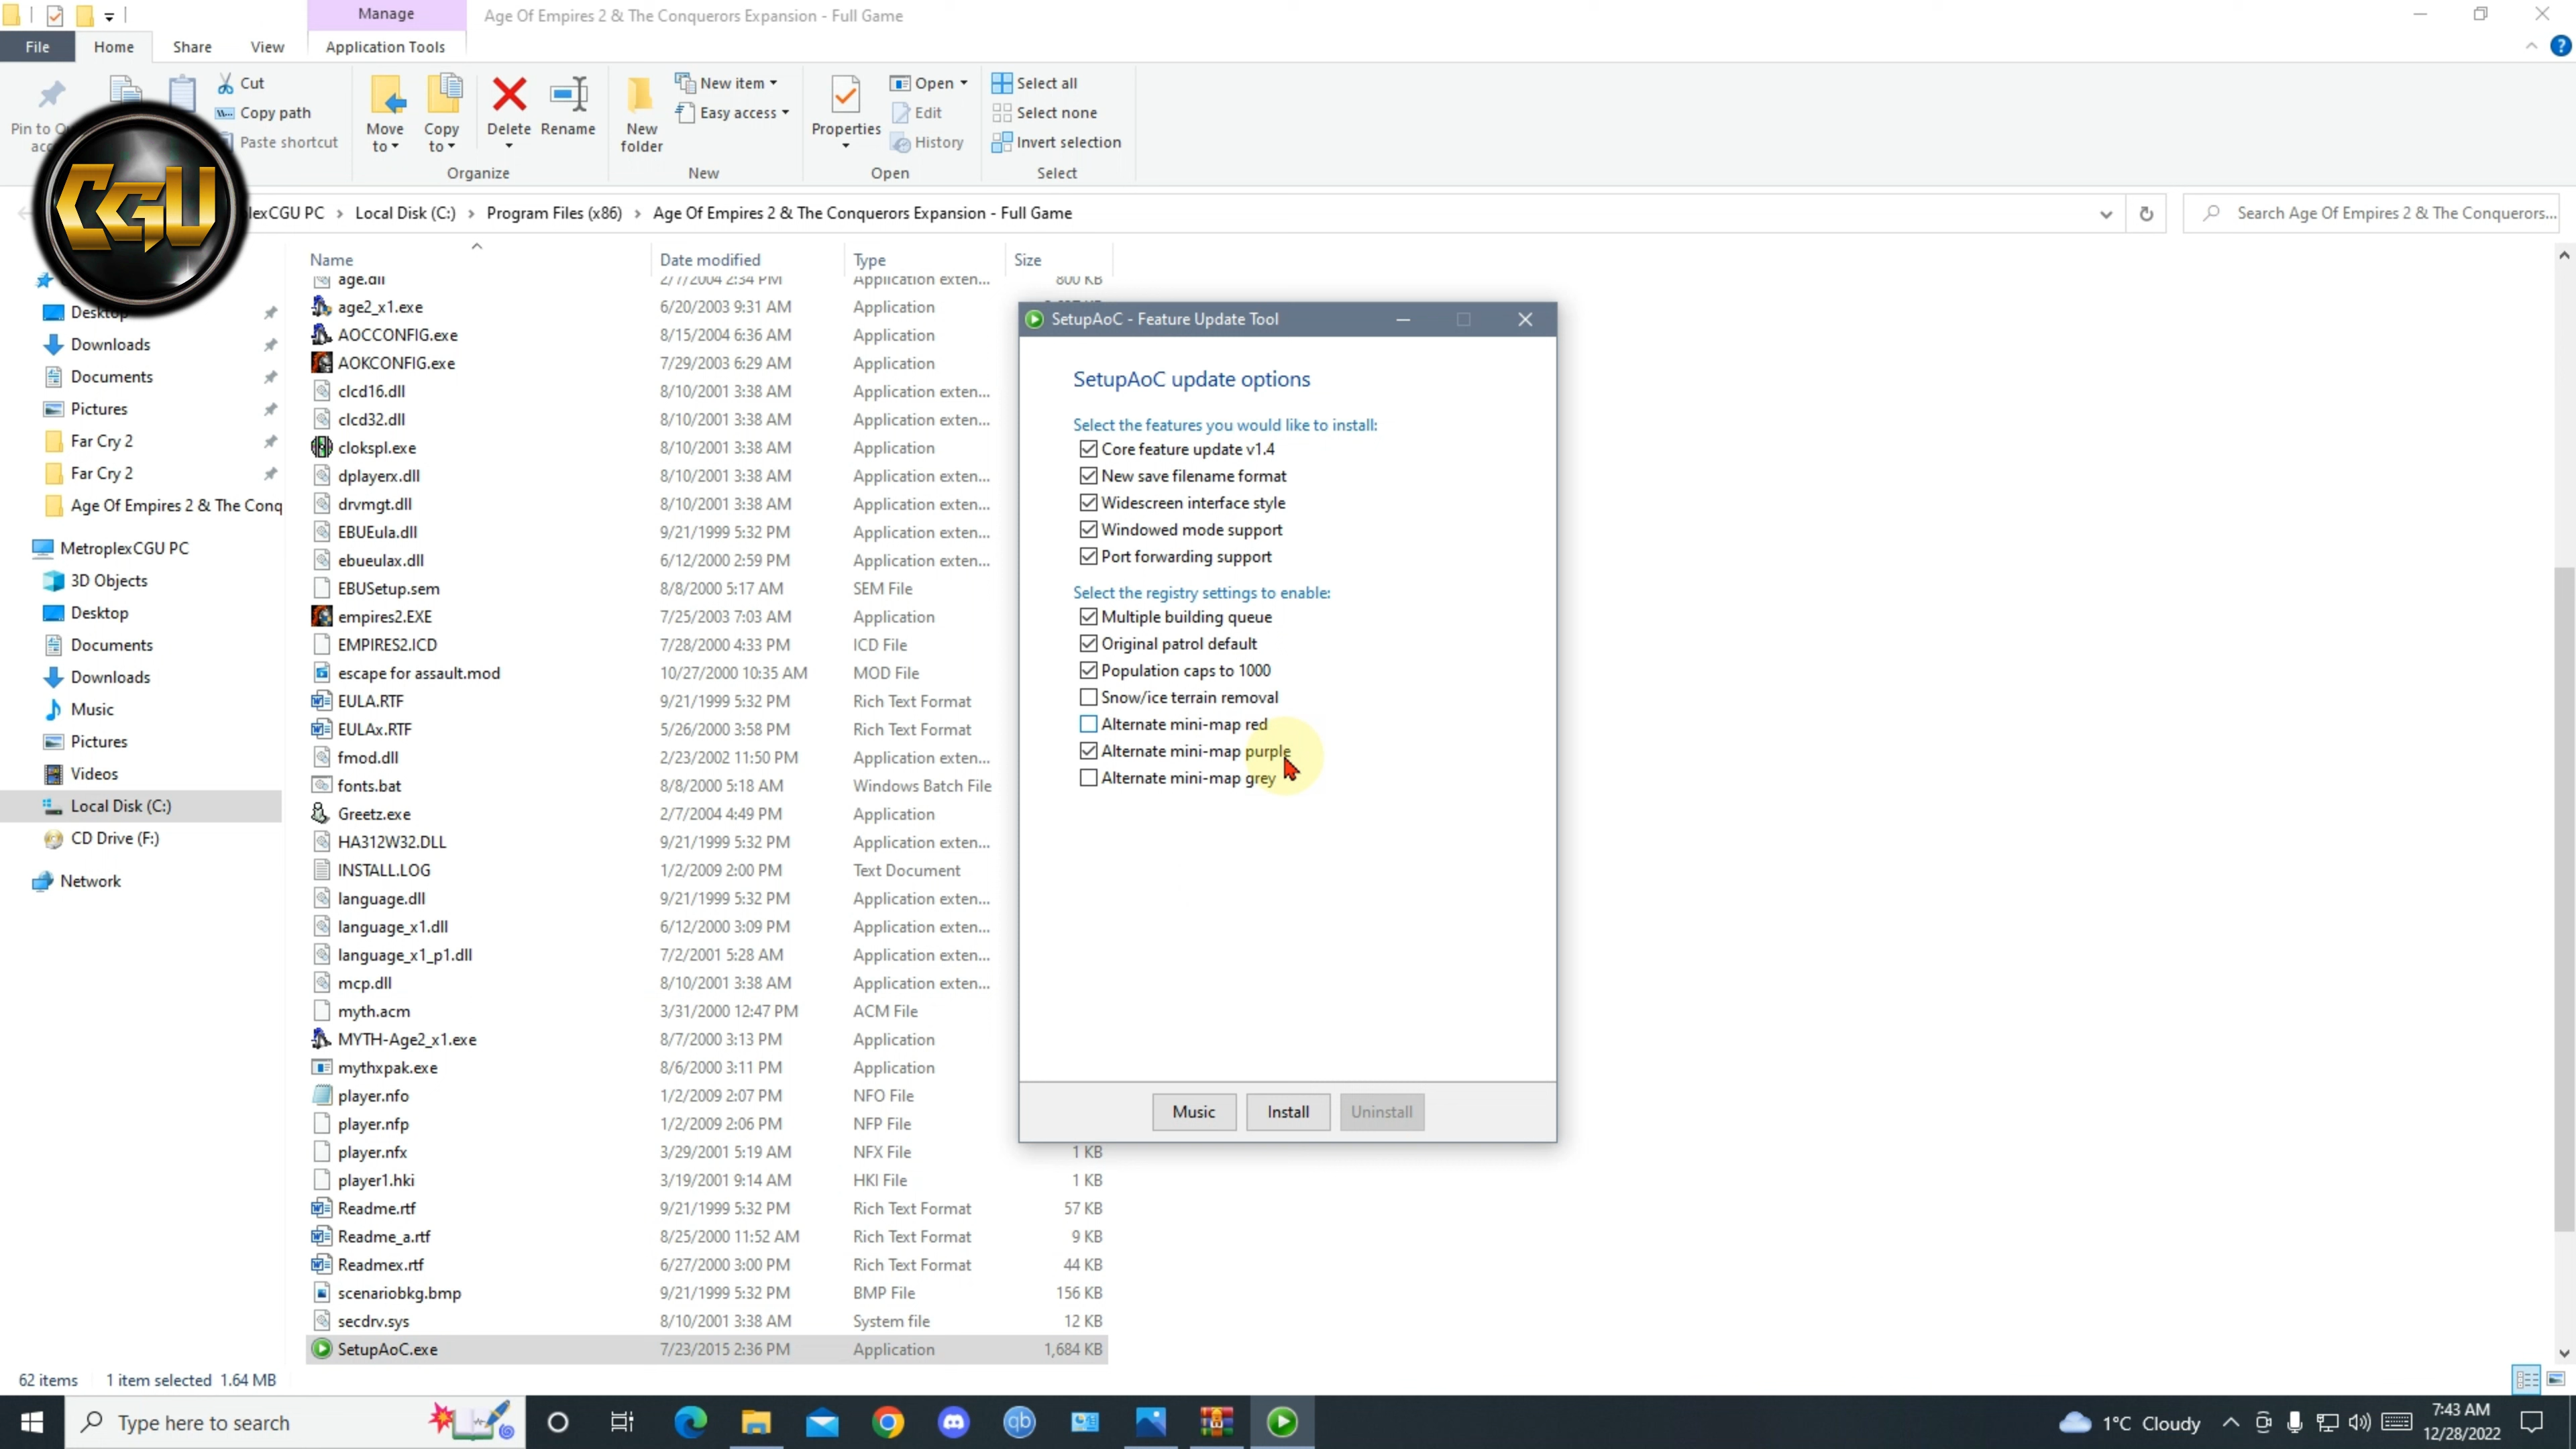 Manage
Age Of Empires 2 & The Conquerors Expansion - Full Game
File
Home
Share
View
Application Tools
Cut
Copy path
Paste shortcut
Pin to
Move to
Copy to
Delete
Rename
New folder
New item
Easy access
Properties
Open
Edit
History
Select all
Select none
Invert selection
Organize
New
Open
Select
CGU
lexCGU PC > Local Disk (C:) > Program Files (x86) > Age Of Empires 2 & The Conquerors Expansion - Full Game
Search Age Of Empires 2 & The Conquerors...
Desktop
Downloads
Documents
Pictures
Far Cry 2
Far Cry 2
Age Of Empires 2 & The Conq
MetroplexCGU PC
3D Objects
Desktop
Documents
Downloads
Music
Pictures
Videos
Local Disk (C:)
CD Drive (F:)
Network
Name Date modified Type Size
age.dll 2/7/2004 2:34 PM Application exten... 800 KB
age2_x1.exe 6/20/2003 9:31 AM Application
AOCCONFIG.exe 8/15/2004 6:36 AM Application
AOKCONFIG.exe 7/29/2003 6:29 AM Application
clcd16.dll 8/10/2001 3:38 AM Application exten...
clcd32.dll 8/10/2001 3:38 AM Application exten...
clokspl.exe 8/10/2001 3:38 AM Application
dplayerx.dll 8/10/2001 3:38 AM Application exten...
drvmgt.dll 8/10/2001 3:38 AM Application exten...
EBUEula.dll 9/21/1999 5:32 PM Application exten...
ebueulax.dll 6/12/2000 2:59 PM Application exten...
EBUSetup.sem 8/8/2000 5:17 AM SEM File
empires2.EXE 7/25/2003 7:03 AM Application
EMPIRES2.ICD 7/28/2000 4:33 PM ICD File
escape for assault.mod 10/27/2000 10:35 AM MOD File
EULA.RTF 9/21/1999 5:32 PM Rich Text Format
EULAx.RTF 5/26/2000 3:58 PM Rich Text Format
fmod.dll 2/23/2002 11:50 PM Application exten...
fonts.bat 8/8/2000 5:18 AM Windows Batch File
Greetz.exe 2/7/2004 4:49 PM Application
HA312W32.DLL 9/21/1999 5:32 PM Application exten...
INSTALL.LOG 1/2/2009 2:00 PM Text Document
language.dll 9/21/1999 5:32 PM Application exten...
language_x1.dll 6/12/2000 3:09 PM Application exten...
language_x1_p1.dll 7/2/2001 5:28 AM Application exten...
mcp.dll 8/10/2001 3:38 AM Application exten...
myth.acm 3/31/2000 12:47 PM ACM File
MYTH-Age2_x1.exe 8/7/2000 3:13 PM Application
mythxpak.exe 8/6/2000 3:11 PM Application
player.nfo 1/2/2009 2:07 PM NFO File
player.nfp 1/2/2009 2:06 PM NFP File
player.nfx 3/29/2001 5:19 AM NFX File 1 KB
player1.hki 3/19/2001 9:14 AM HKI File 1 KB
Readme.rtf 9/21/1999 5:32 PM Rich Text Format 57 KB
Readme_a.rtf 8/25/2000 11:52 AM Rich Text Format 9 KB
Readmex.rtf 6/27/2000 3:00 PM Rich Text Format 44 KB
scenariobkg.bmp 9/21/1999 5:32 PM BMP File 156 KB
secdrv.sys 8/10/2001 3:38 AM System file 12 KB
SetupAoC.exe 7/23/2015 2:36 PM Application 1,684 KB
SetupAoC - Feature Update Tool
SetupAoC update options
Select the features you would like to install:
Core feature update v1.4
New save filename format
Widescreen interface style
Windowed mode support
Port forwarding support
Select the registry settings to enable:
Multiple building queue
Original patrol default
Population caps to 1000
Snow/ice terrain removal
Alternate mini-map red
Alternate mini-map purple
Alternate mini-map grey
Music
Install
Uninstall
62 items 1 item selected 1.64 MB
Type here to search
1°C Cloudy
7:43 AM
12/28/2022